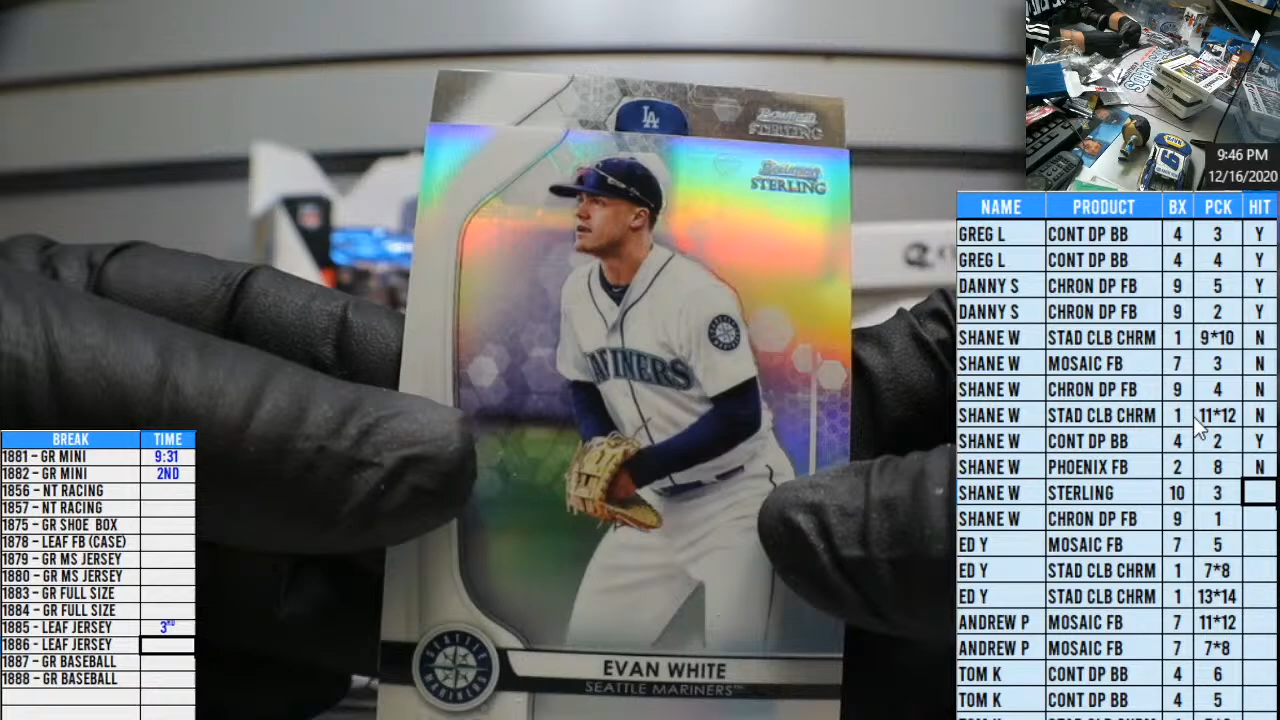 Bowman
STERLING
LA
Bowman
STERLING
MARINERS
SEATTLE
MARINERS
EVAN WHITE
SEATTLE MARINERS™
9:46 PM
12/16/2020
BREAK TIME
1881 – GR MINI 9:31
1882 – GR MINI 2ND
1856 – NT RACING
1857 – NT RACING
1875 – GR SHOE BOX
1878 – LEAF FB (CASE)
1879 – GR MS JERSEY
1880 – GR MS JERSEY
1883 – GR FULL SIZE
1884 – GR FULL SIZE
1885 – LEAF JERSEY 3RD
1886 – LEAF JERSEY
1887 – GR BASEBALL
1888 – GR BASEBALL
NAME PRODUCT BX PCK HIT
GREG L CONT DP BB 4 3 Y
GREG L CONT DP BB 4 4 Y
DANNY S CHRON DP FB 9 5 Y
DANNY S CHRON DP FB 9 2 Y
SHANE W STAD CLB CHRM 1 9*10 N
SHANE W MOSAIC FB 7 3 N
SHANE W CHRON DP FB 9 4 N
SHANE W STAD CLB CHRM 1 11*12 N
SHANE W CONT DP BB 4 2 Y
SHANE W PHOENIX FB 2 8 N
SHANE W STERLING 10 3
SHANE W CHRON DP FB 9 1
ED Y MOSAIC FB 7 5
ED Y STAD CLB CHRM 1 7*8
ED Y STAD CLB CHRM 1 13*14
ANDREW P MOSAIC FB 7 11*12
ANDREW P MOSAIC FB 7 7*8
TOM K CONT DP BB 4 6
TOM K CONT DP BB 4 5